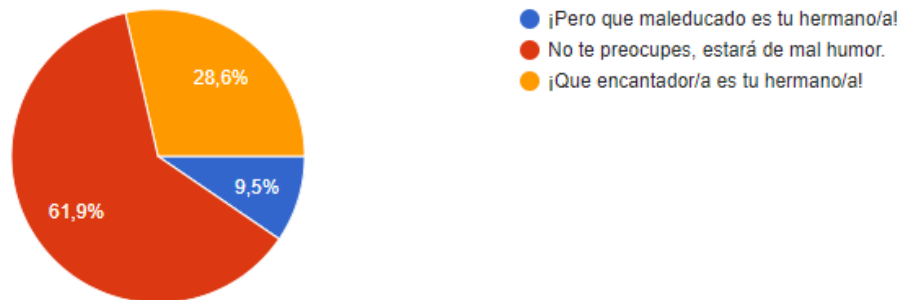 ¡Pero que maleducado es tu hermano/a!
No te preocupes, estará de mal humor.
¡Que encantador/a es tu hermano/a!
28,6%
9,5%
61,9%